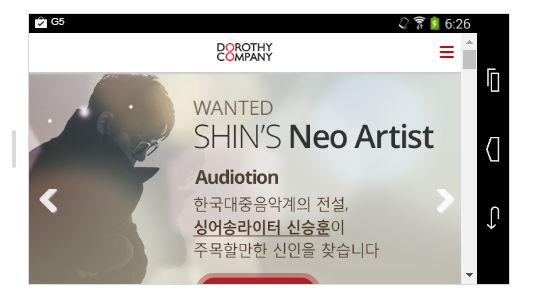 G5
6:26
DOROTHY
COMPANY
WANTED
SHIN'S Neo Artist
Audiotion
한국대중음악계의 전설,
싱어송라이터 신승훈이
주목할만한 신인을 찾습니다